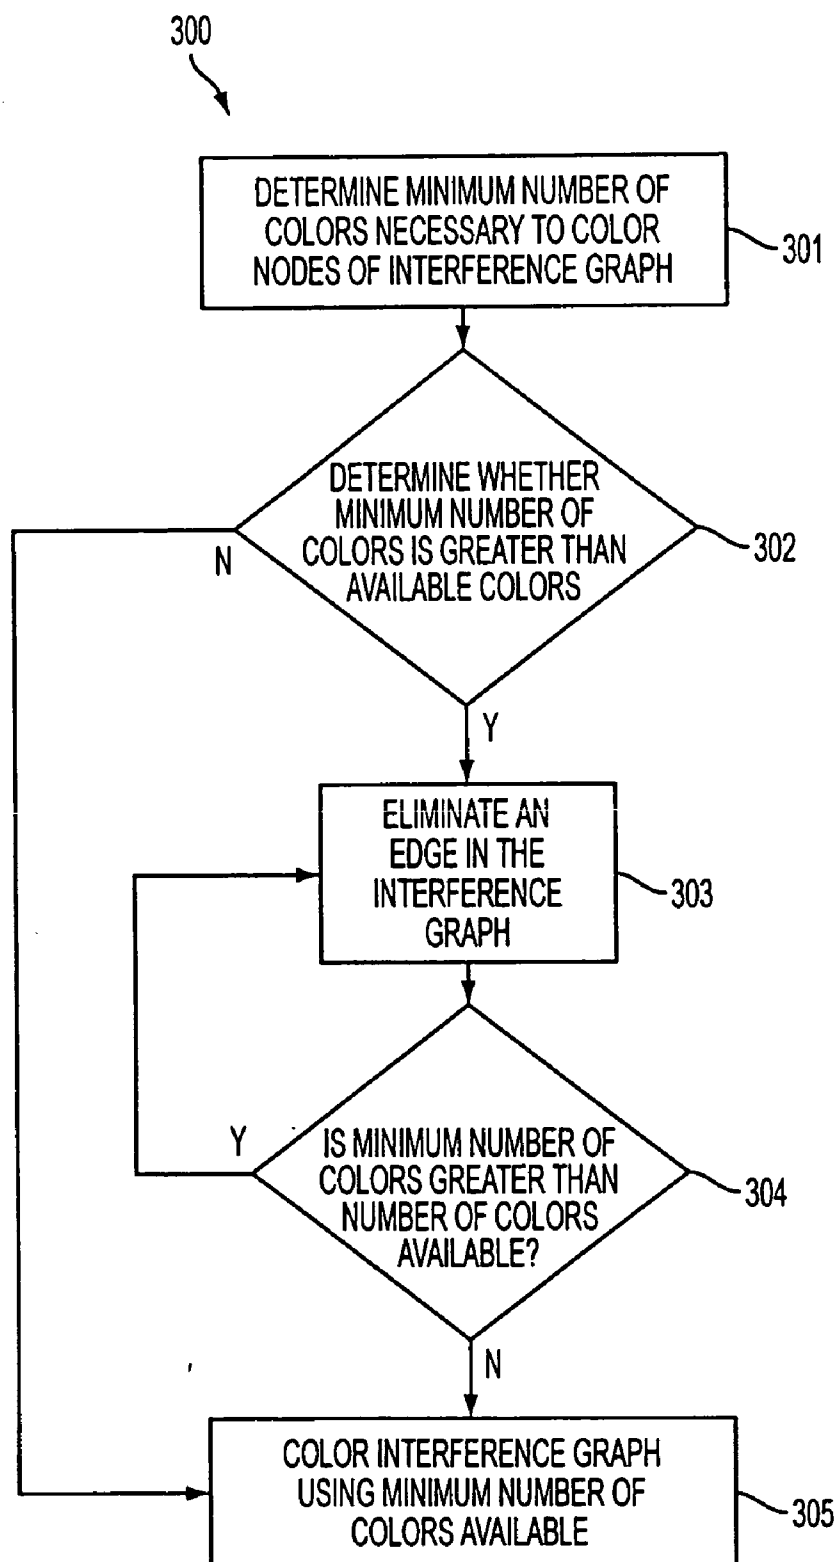 300
DETERMINE MINIMUM NUMBER OF
COLORS NECESSARY TO COLOR
NODES OF INTERFERENCE GRAPH
301
DETERMINE WHETHER
MINIMUM NUMBER OF
COLORS IS GREATER THAN
AVAILABLE COLORS
302
N
Y
ELIMINATE AN
EDGE IN THE
INTERFERENCE
GRAPH
303
Y
IS MINIMUM NUMBER OF
COLORS GREATER THAN
NUMBER OF COLORS
AVAILABLE?
304
N
COLOR INTERFERENCE GRAPH
USING MINIMUM NUMBER OF
COLORS AVAILABLE
305